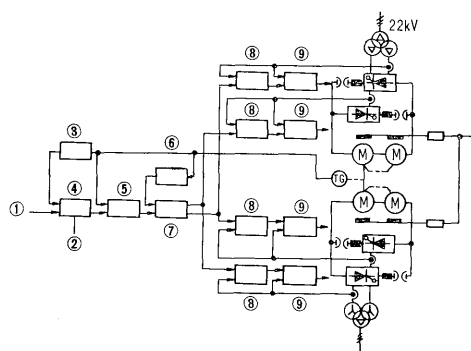 22kV
⑧ ⑨
⑧ ⑨
③ ⑥
M M
TG
④ ⑤
①
⑦
M M
②
⑧ ⑨
⑧ ⑨